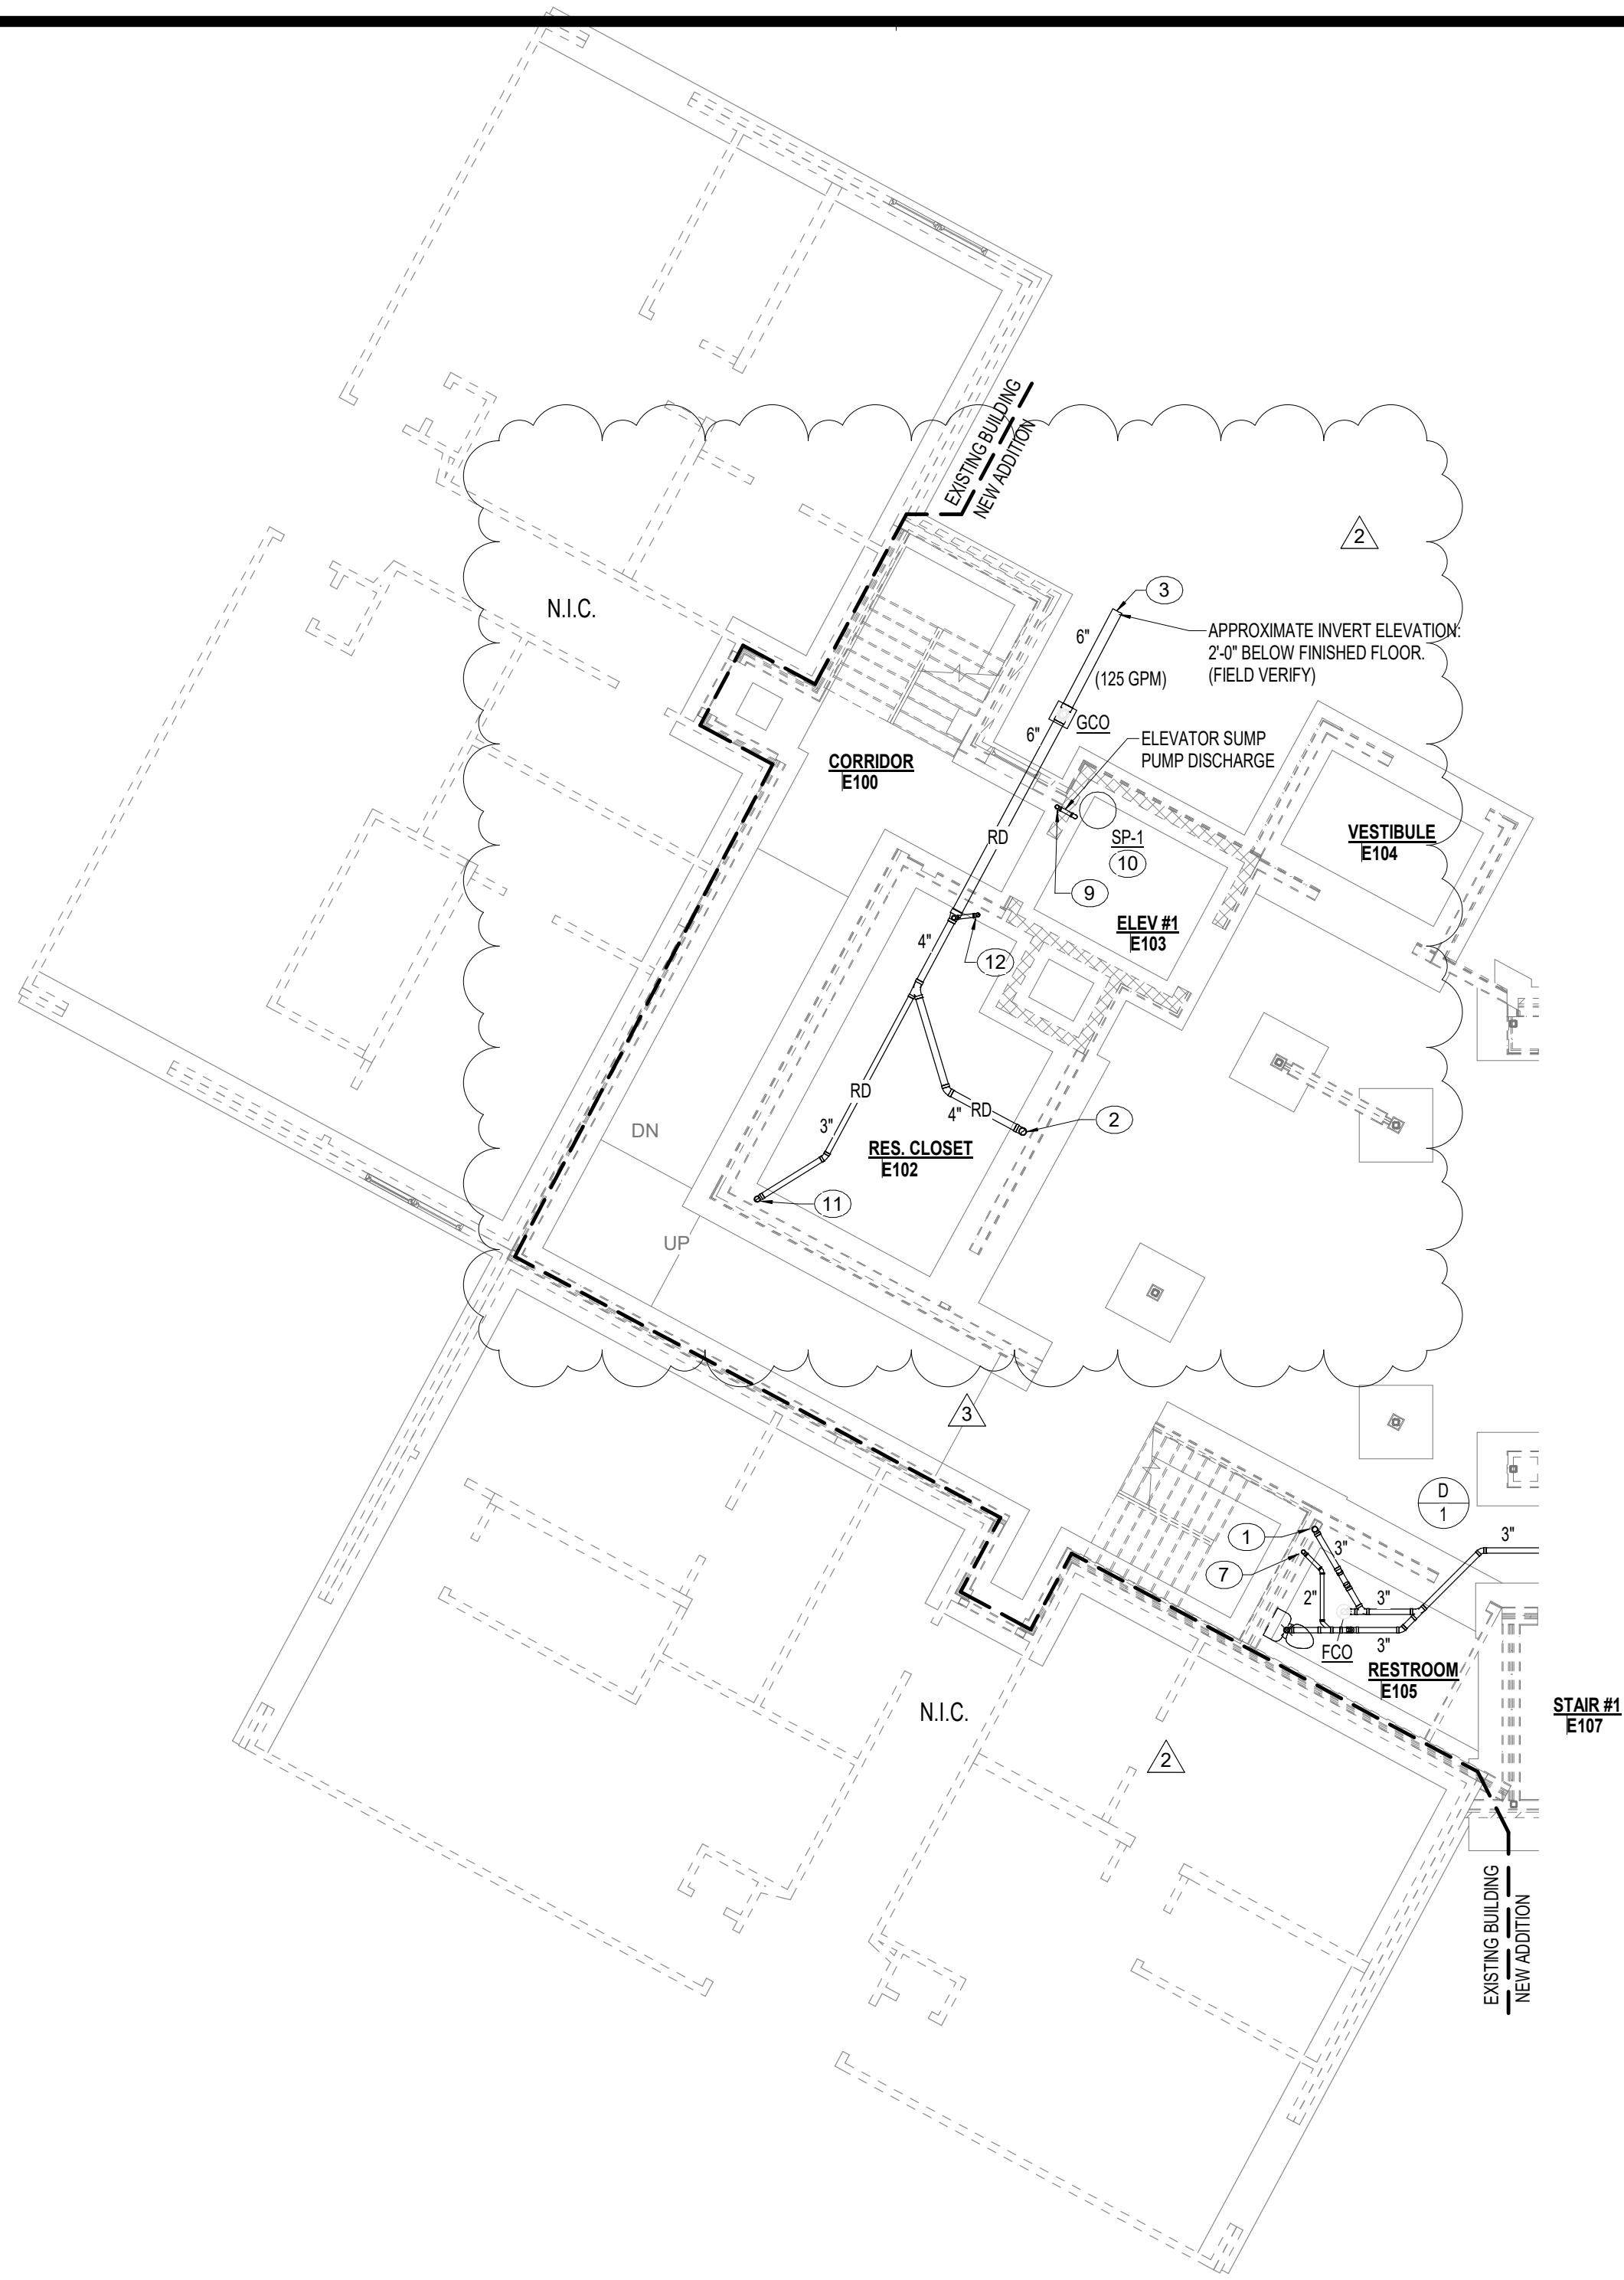 EXISTING BUILDING
NEW ADDITION
2
N.I.C.
3
6"
APPROXIMATE INVERT ELEVATION:
2'-0" BELOW FINISHED FLOOR.
(FIELD VERIFY)
(125 GPM)
GCO
6"
ELEVATOR SUMP
PUMP DISCHARGE
CORRIDOR
E100
RD
SP-1
10
VESTIBULE
E104
9
ELEV #1
E103
4"
12
RD
4"
RD
2
3"
DN
RES. CLOSET
E102
11
UP
3
D
1
1
3"
3"
7
2"
3"
FCO
3"
RESTROOM
E105
STAIR #1
E107
N.I.C.
2
EXISTING BUILDING
NEW ADDITION